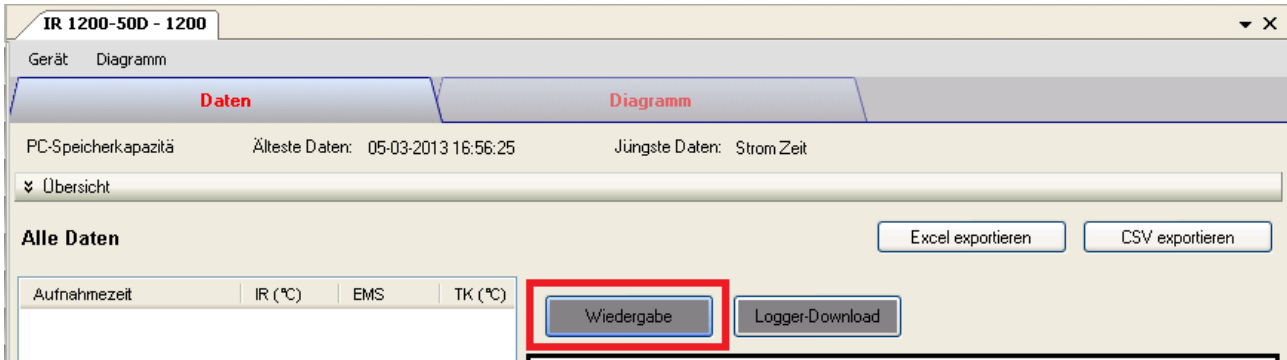 IR 1200-50D - 1200
Gerät Diagramm
Daten Diagramm
PC-Speicherkapazitä Älteste Daten: 05-03-2013 16:56:25 Jüngste Daten: Strom Zeit
Übersicht
Alle Daten Excel exportieren CSV exportieren
Aufnahmezeit IR (℃) EMS TK (℃)
Wiedergabe Logger-Download